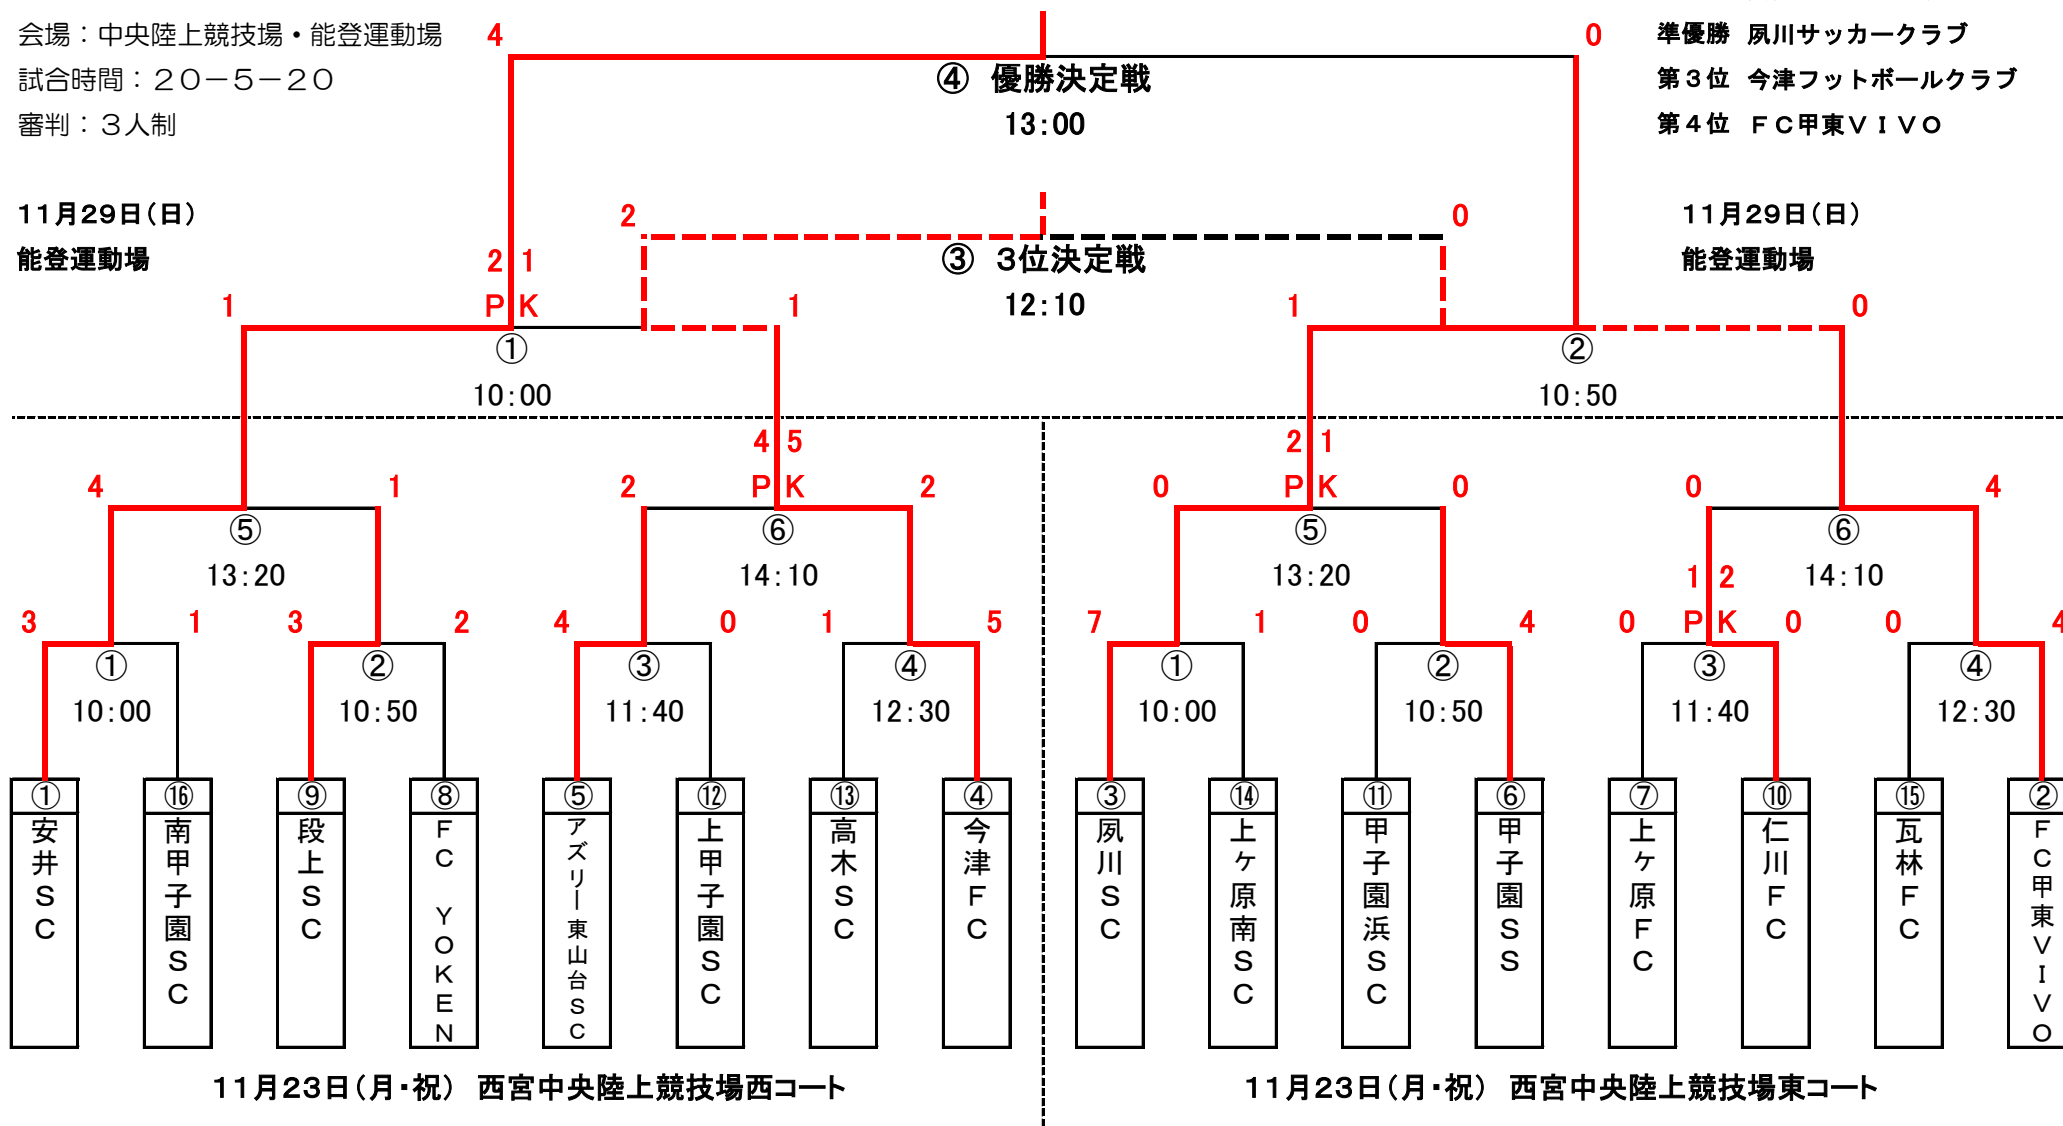 会場：中央陸上競技場・能登運動場
試合時間：２０－５－２０
審判：３人制
準優勝 夙川サッカークラブ
第３位 今津フットボールクラブ
第４位 ＦＣ甲東ＶＩＶＯ
4 0
④ 優勝決定戦
13:00
11月29日(日)
能登運動場
11月29日(日)
能登運動場
2 0
③ 3位決定戦
12:10
2 1
PK
1 1
①
10:00
1 0
②
10:50
4 1
⑤
13:20
4 5
PK
2 2
⑥
14:10
2 1
PK
0 0
⑤
13:20
0 4
⑥
14:10
3 1
①
10:00
3 2
②
10:50
4 0
③
11:40
1 5
④
12:30
7 1
①
10:00
0 4
②
10:50
1 2
PK
0 0
③
11:40
0 4
④
12:30
① 安井SC
⑯ 南甲子園SC
⑨ 段上SC
⑧ FC YOKEN
⑤ アズリー東山台SC
⑫ 上甲子園SC
⑬ 高木SC
④ 今津FC
③ 夙川SC
⑭ 上ヶ原南SC
⑪ 甲子園浜SC
⑥ 甲子園SS
⑦ 上ヶ原FC
⑩ 仁川FC
⑮ 瓦林FC
② FC甲東VIVO
11月23日(月・祝) 西宮中央陸上競技場西コート
11月23日(月・祝) 西宮中央陸上競技場東コート